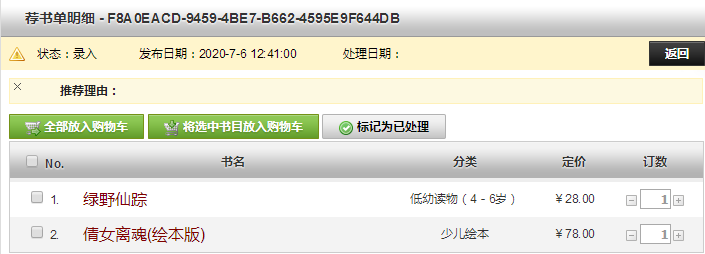 荐书单明细 - F8A0EACD-9459-4BE7-B662-4595E9F644DB
状态：录入 发布日期：2020-7-6 12:41:00 处理日期： 返回
推荐理由：
全部放入购物车 将选中书目放入购物车 标记为已处理
No. 书名 分类 定价 订数
1. 绿野仙踪 低幼读物（4－6岁） ￥28.00 1
2. 倩女离魂(绘本版) 少儿绘本 ￥78.00 1